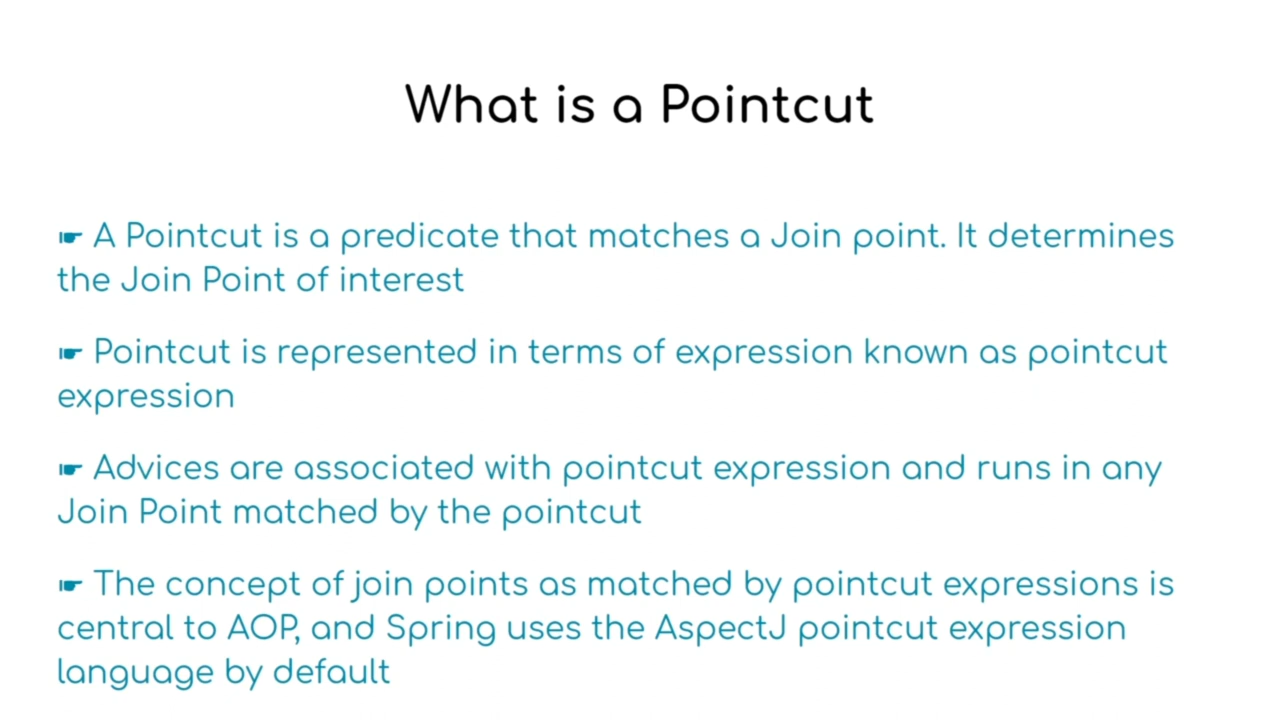 What is a Pointcut
☛ A Pointcut is a predicate that matches a Join point. It determines
the Join Point of interest
☛ Pointcut is represented in terms of expression known as pointcut
expression
☛ Advices are associated with pointcut expression and runs in any
Join Point matched by the pointcut
☛ The concept of join points as matched by pointcut expressions is
central to AOP, and Spring uses the AspectJ pointcut expression
language by default